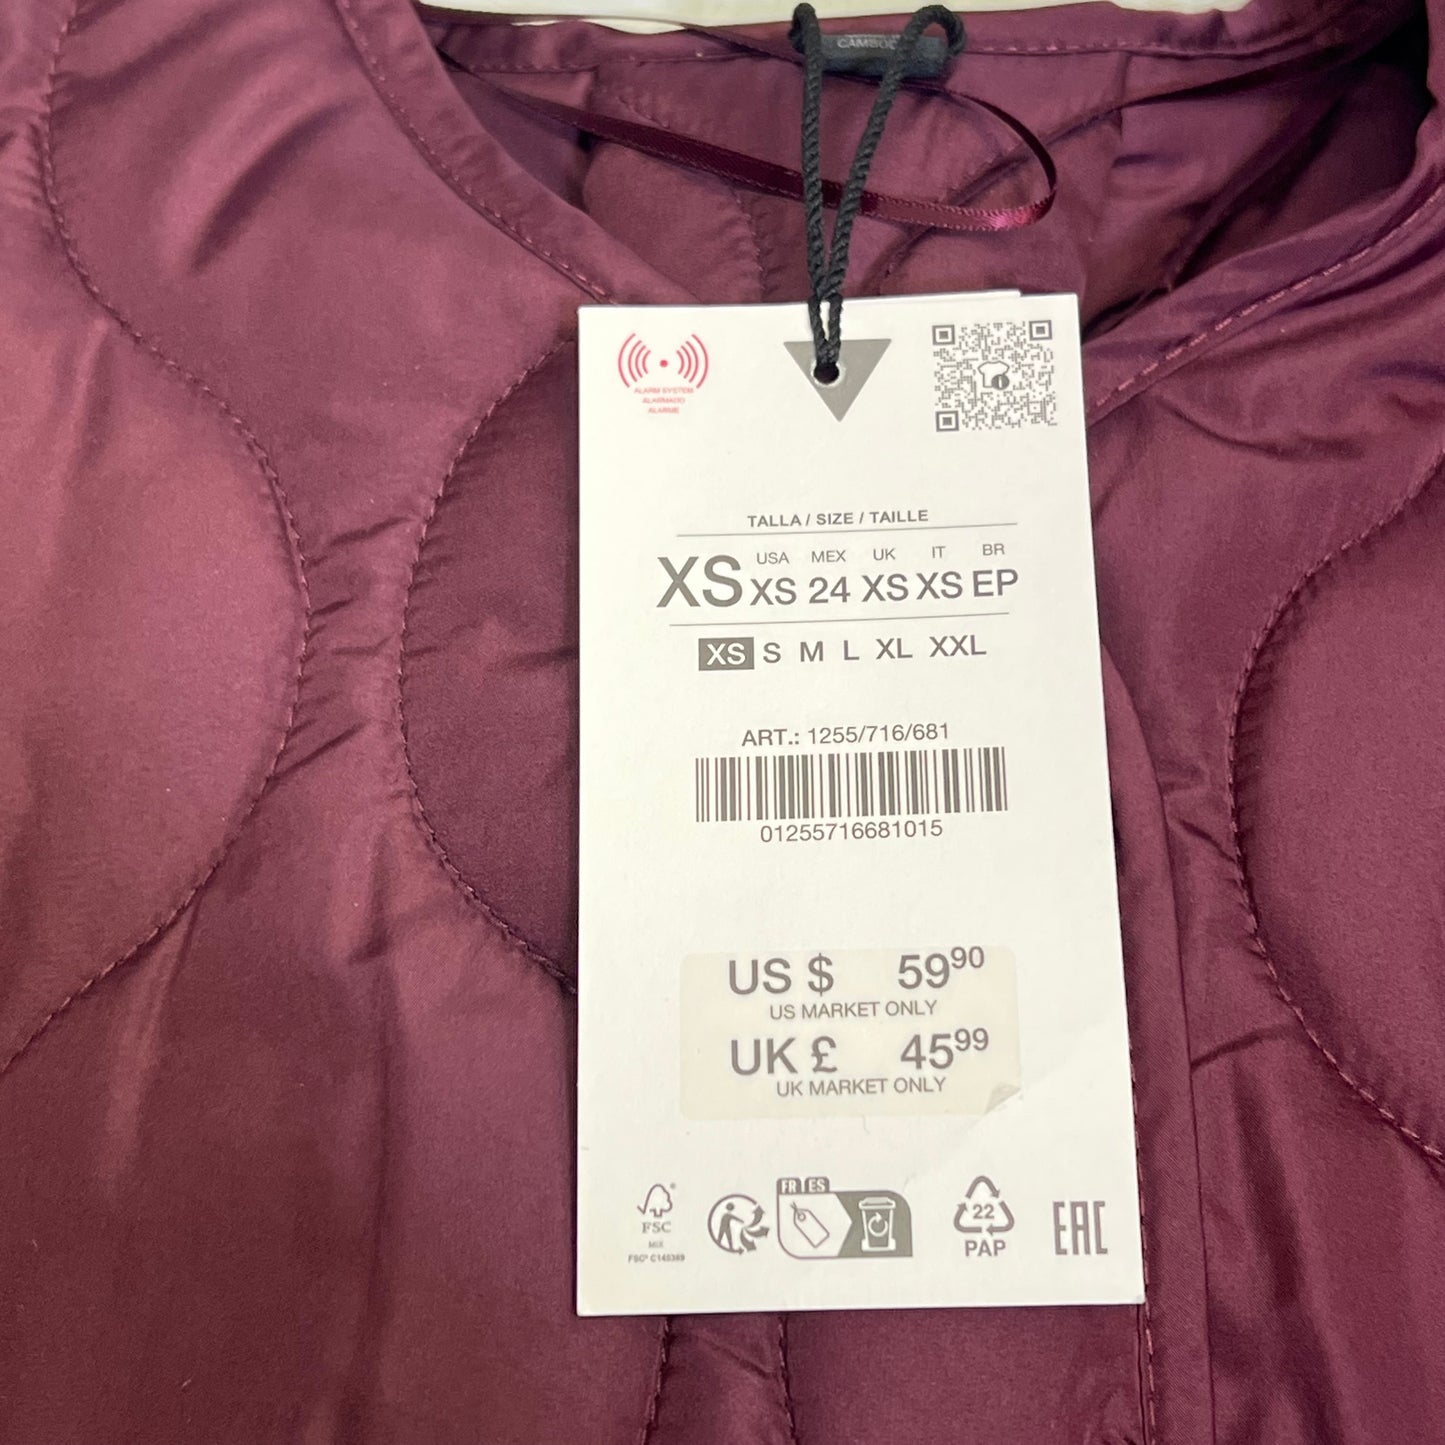 ALARM SYSTEM
ALARMADO
ALARME
TALLA / SIZE / TAILLE
XS
USA MEX UK IT BR
XS 24 XS XS EP
XS S M L XL XXL
ART.: 1255/716/681
01255716681015
US $ 59⁹⁰
US MARKET ONLY
UK £ 45⁹⁹
UK MARKET ONLY
FSC
MIX
FSC® C145389
FR ES
22
PAP
EAC